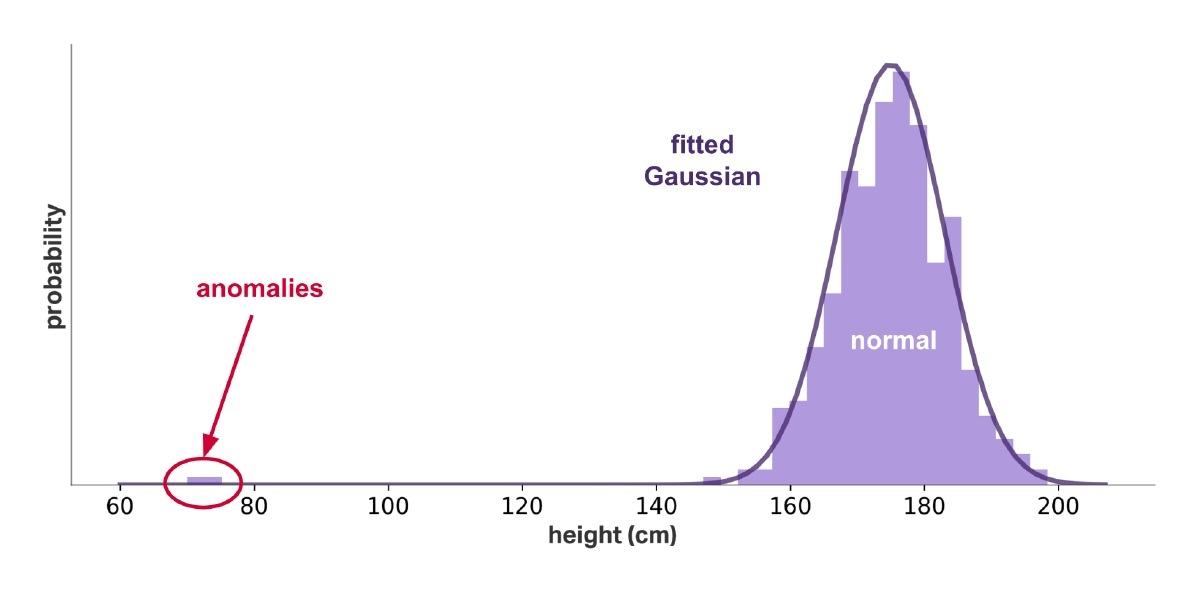 fitted
Gaussian
anomalies
normal
probability
60 80 100 120 140 160 180 200
height (cm)